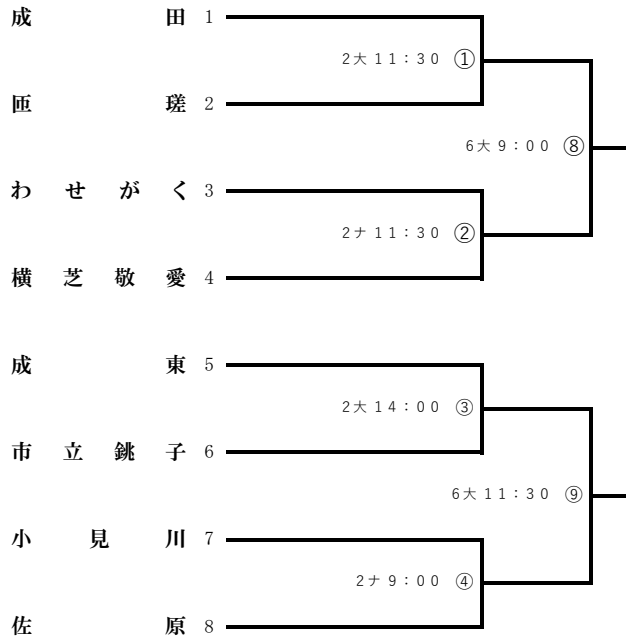 成田 1
2大 11:30 ①
匝瑳 2
6大 9:00 ⑧
わせがく 3
2ナ 11:30 ②
横芝敬愛 4
成東 5
2大 14:00 ③
市立銚子 6
6大 11:30 ⑨
小見川 7
2ナ 9:00 ④
佐原 8